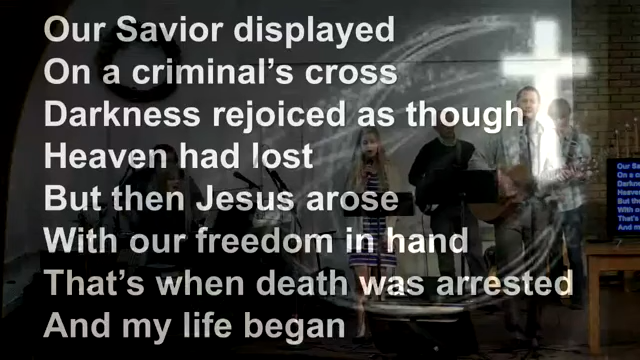 Our Savior displayed
On a criminal's cross
Darkness rejoiced as though
Heaven had lost
But then Jesus arose
With our freedom in hand
That's when death was arrested
And my life began